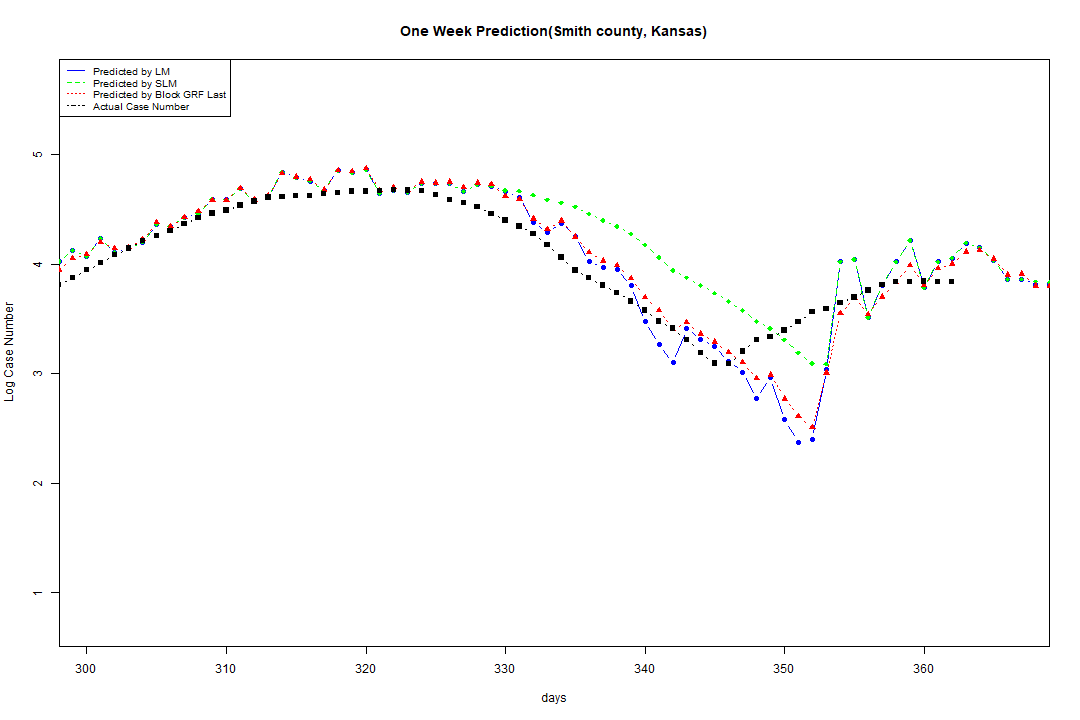 One Week Prediction(Smith county, Kansas)
Predicted by LM
Predicted by SLM
Predicted by Block GRF Last
Actual Case Number
5
4
3
2
1
Log Case Number
300 310 320 330 340 350 360
days